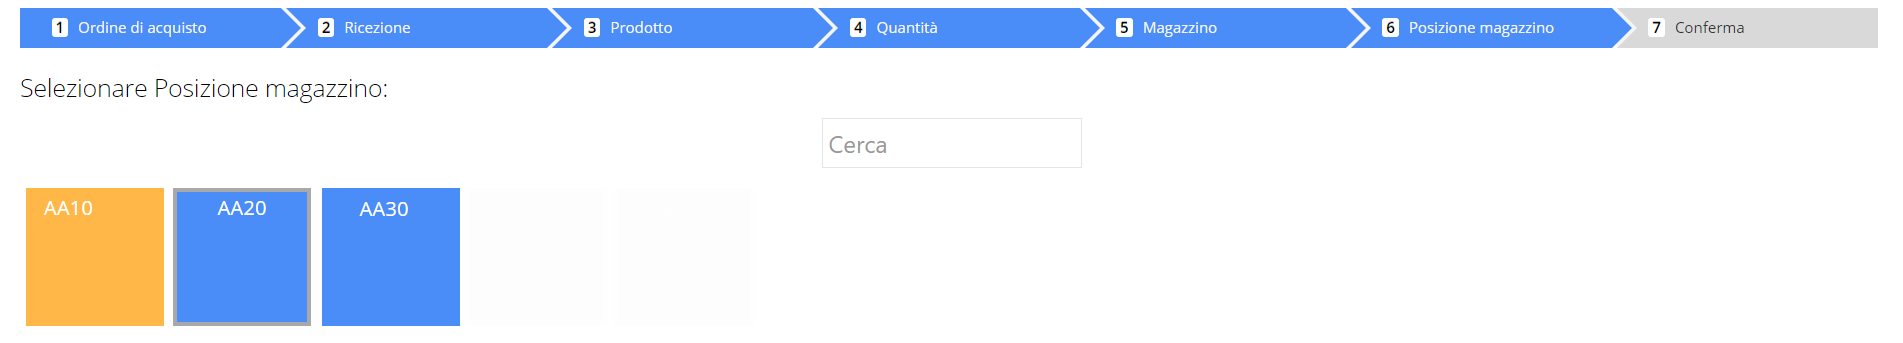 1 Ordine di acquisto 2 Ricezione 3 Prodotto 4 Quantità 5 Magazzino 6 Posizione magazzino 7 Conferma
Selezionare Posizione magazzino:
Cerca
AA10 AA20 AA30